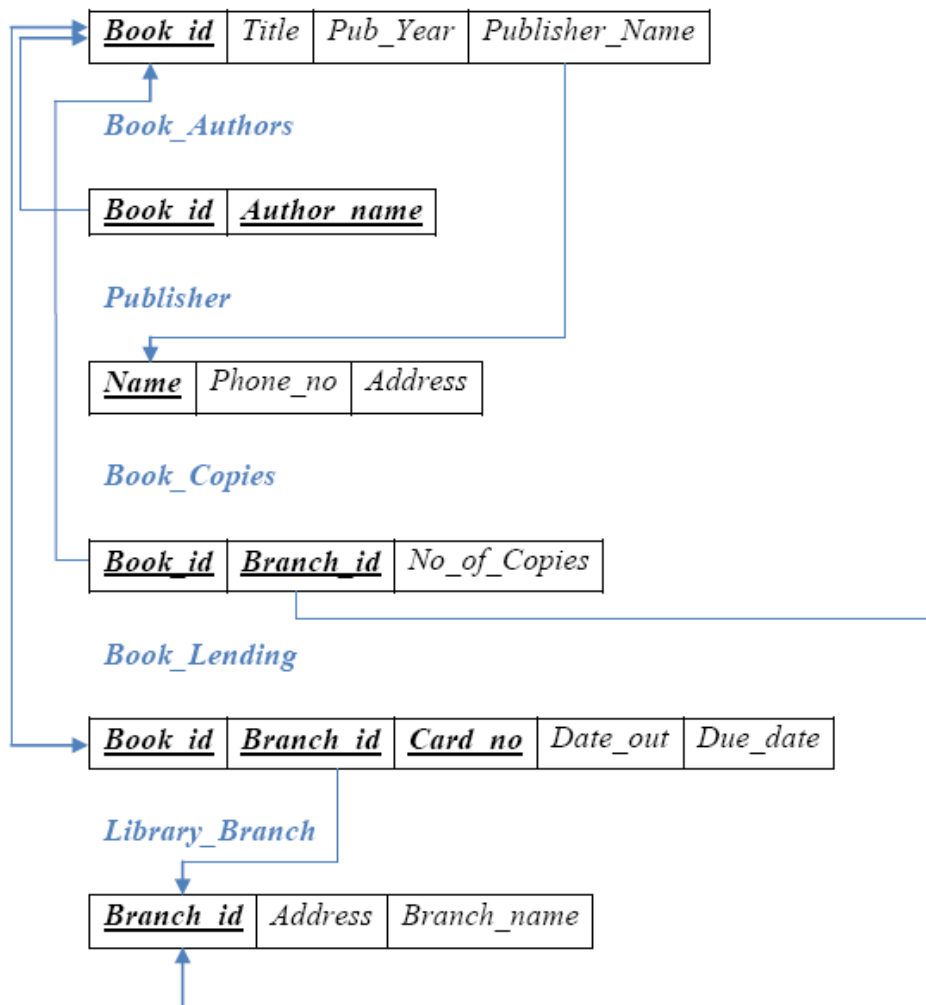 Book_id Title Pub_Year Publisher_Name
Book_Authors
Book_id Author_name
Publisher
Name Phone_no Address
Book_Copies
Book_id Branch_id No_of_Copies
Book_Lending
Book_id Branch_id Card_no Date_out Due_date
Library_Branch
Branch_id Address Branch_name